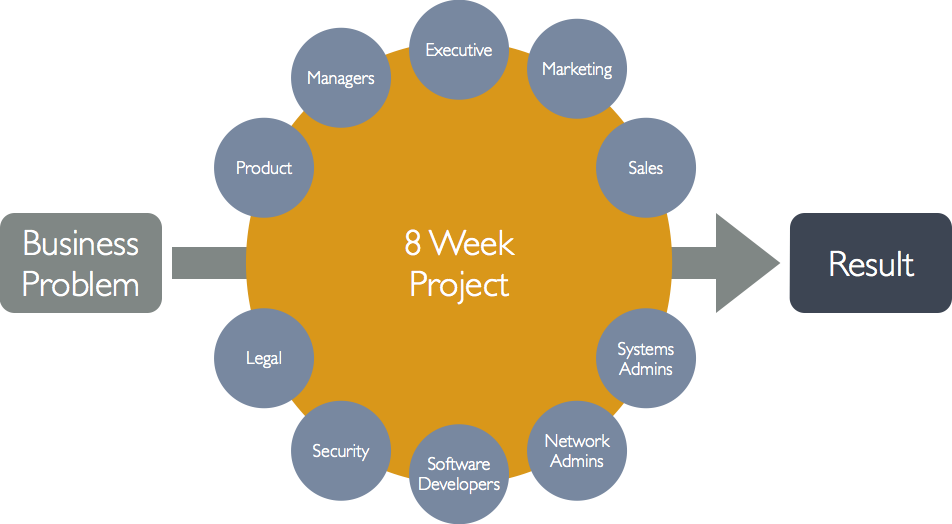 Executive
Marketing
Managers
Product
Sales
Business
Problem
8 Week
Project
Result
Legal
Systems
Admins
Security
Software
Developers
Network
Admins